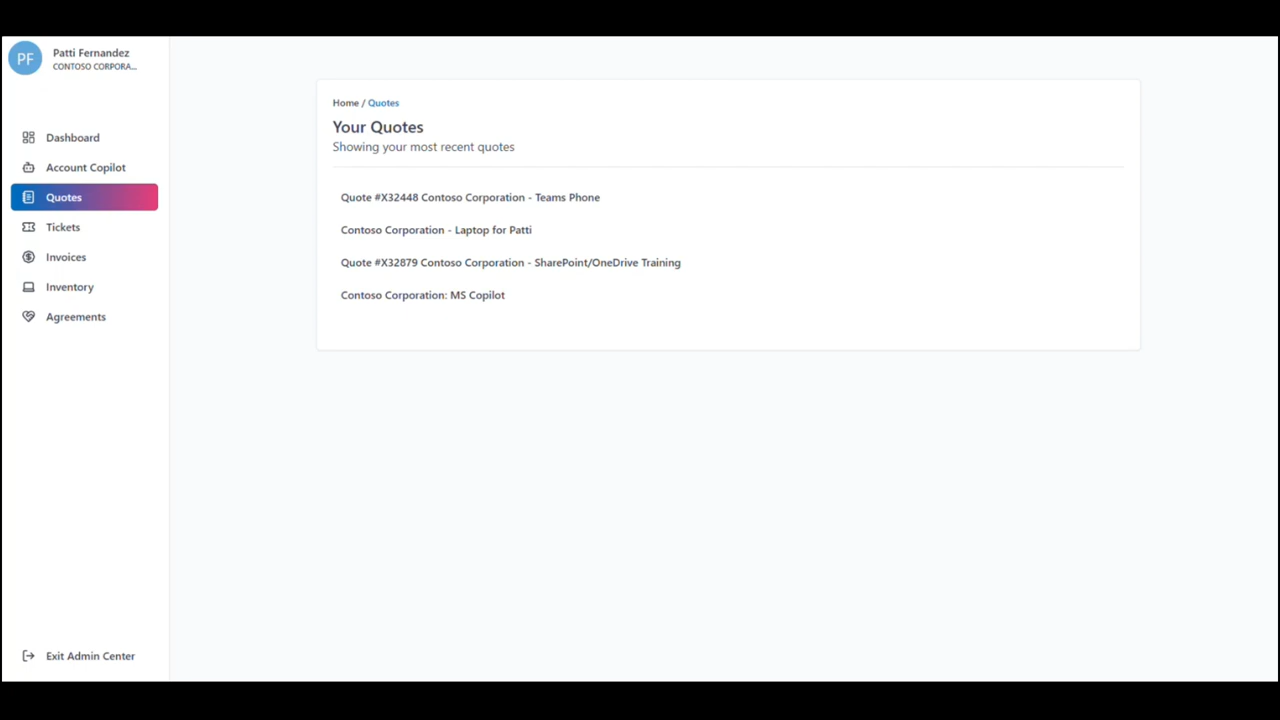 PF
Patti Fernandez
CONTOSO CORPORA...
Dashboard
Account Copilot
Quotes
Tickets
Invoices
Inventory
Agreements
Exit Admin Center
Home / Quotes
Your Quotes
Showing your most recent quotes
Quote #X32448 Contoso Corporation - Teams Phone
Contoso Corporation - Laptop for Patti
Quote #X32879 Contoso Corporation - SharePoint/OneDrive Training
Contoso Corporation: MS Copilot